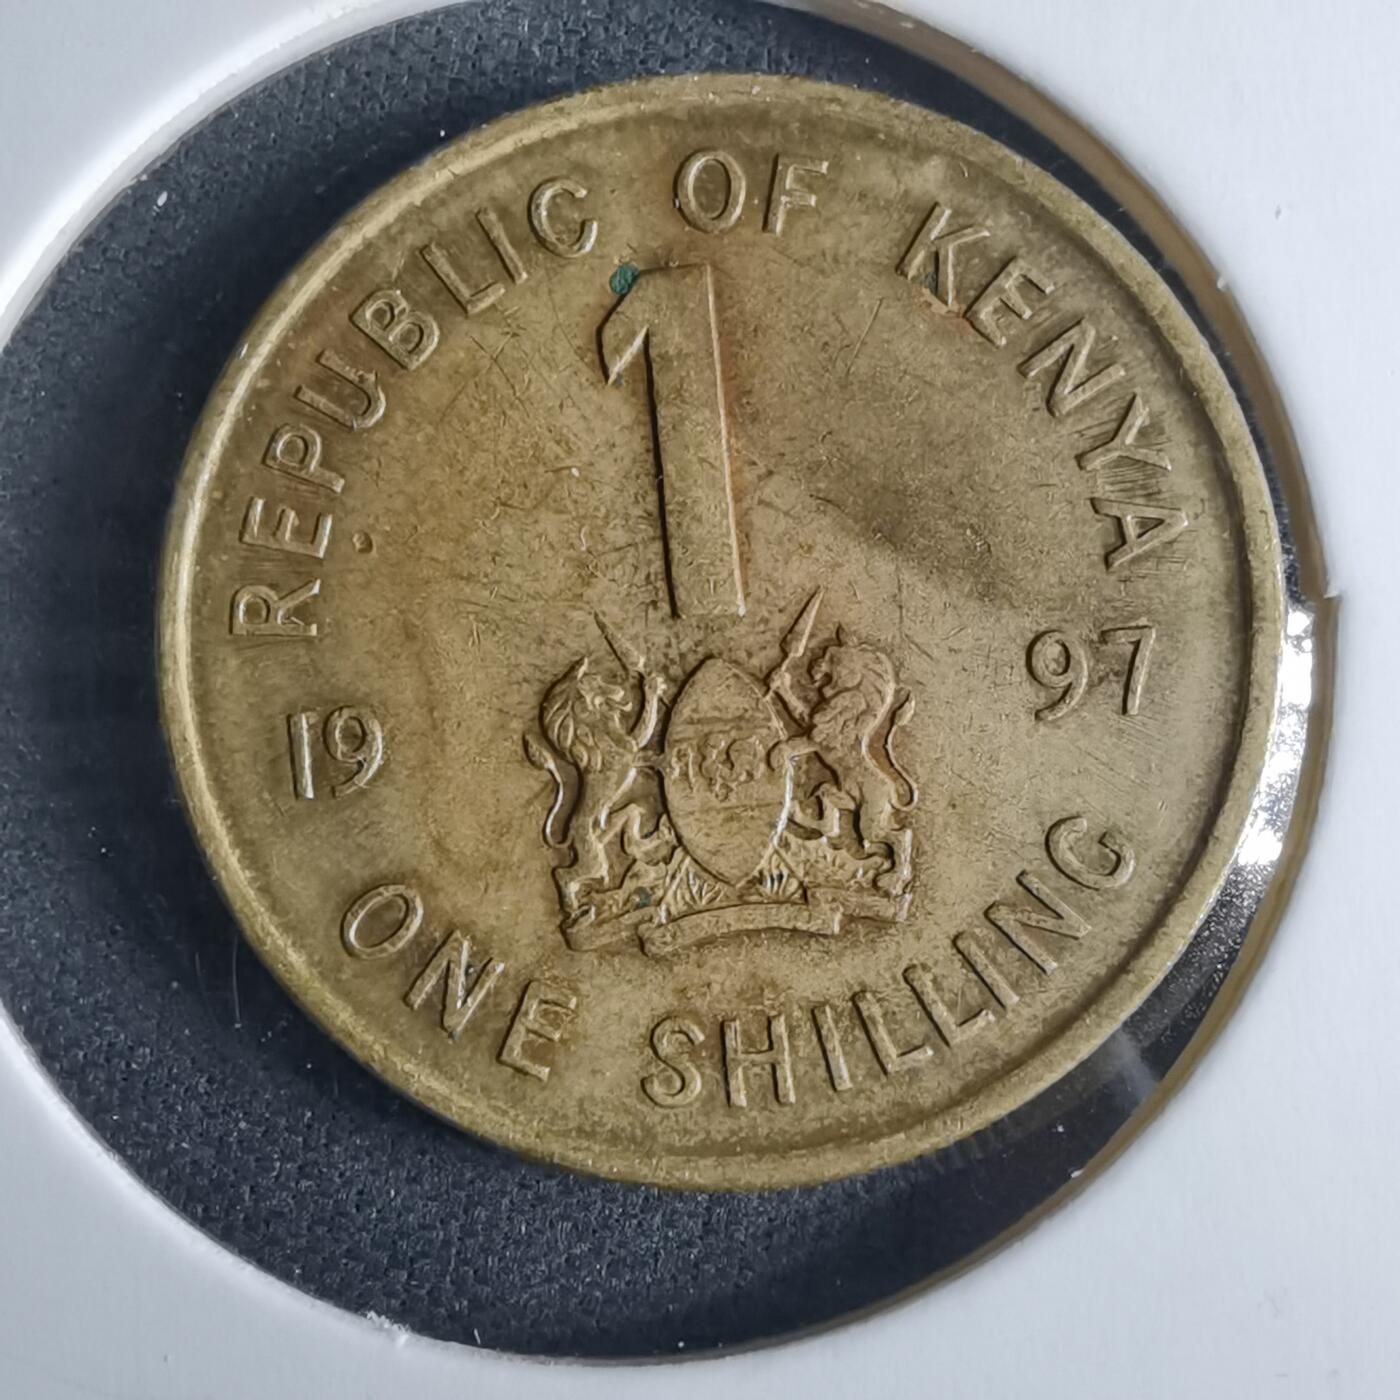 REPUBLIC OF KENYA
1
19 97
ONE SHILLING